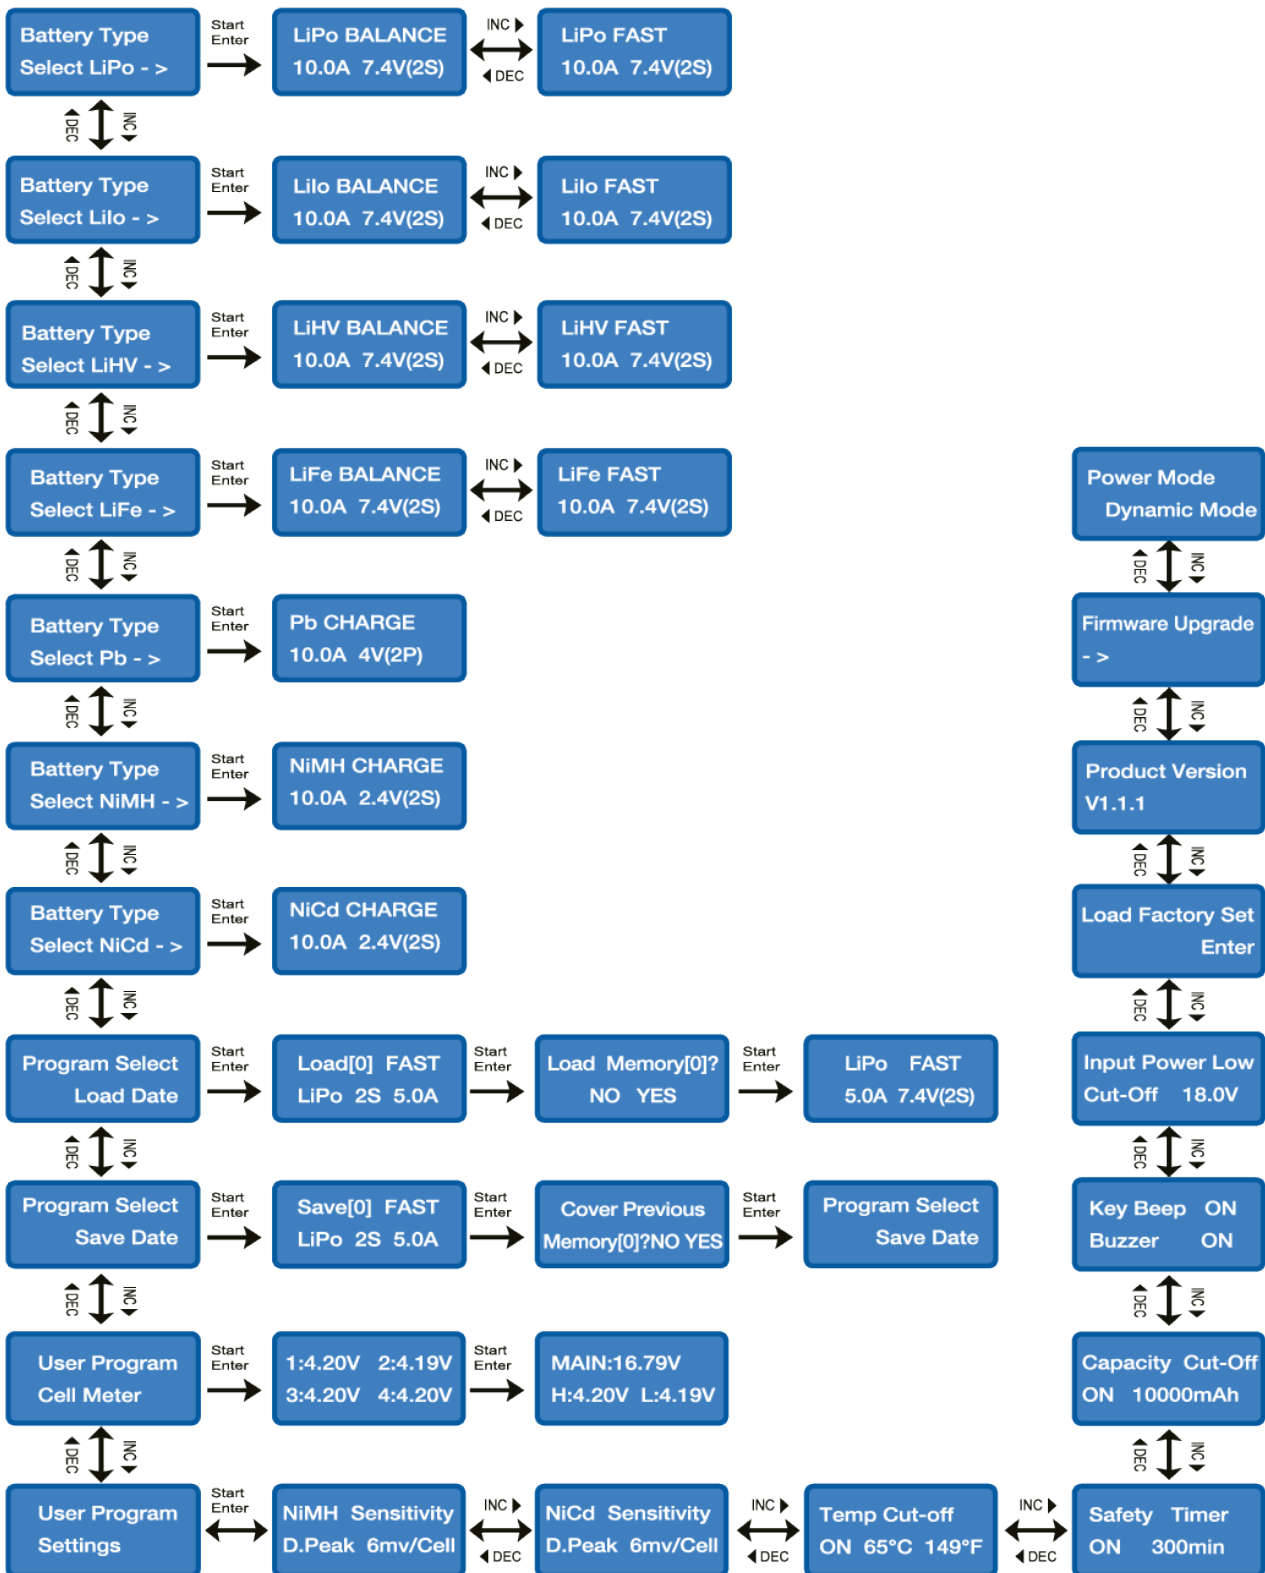 Battery Type
Select LiPo - >
Start
Enter
LiPo BALANCE
10.0A 7.4V(2S)
INC ▶
◀ DEC
LiPo FAST
10.0A 7.4V(2S)
◀ DEC
INC ▶
Battery Type
Select LiIo - >
Start
Enter
LiIo BALANCE
10.0A 7.4V(2S)
INC ▶
◀ DEC
LiIo FAST
10.0A 7.4V(2S)
◀ DEC
INC ▶
Battery Type
Select LiHV - >
Start
Enter
LiHV BALANCE
10.0A 7.4V(2S)
INC ▶
◀ DEC
LiHV FAST
10.0A 7.4V(2S)
◀ DEC
INC ▶
Battery Type
Select LiFe - >
Start
Enter
LiFe BALANCE
10.0A 7.4V(2S)
INC ▶
◀ DEC
LiFe FAST
10.0A 7.4V(2S)
Power Mode
Dynamic Mode
◀ DEC
INC ▶
◀ DEC
INC ▶
Battery Type
Select Pb - >
Start
Enter
Pb CHARGE
10.0A 4V(2P)
Firmware Upgrade
- >
◀ DEC
INC ▶
◀ DEC
INC ▶
Battery Type
Select NiMH - >
Start
Enter
NiMH CHARGE
10.0A 2.4V(2S)
Product Version
V1.1.1
◀ DEC
INC ▶
◀ DEC
INC ▶
Battery Type
Select NiCd - >
Start
Enter
NiCd CHARGE
10.0A 2.4V(2S)
Load Factory Set
Enter
◀ DEC
INC ▶
◀ DEC
INC ▶
Program Select
Load Date
Start
Enter
Load[0] FAST
LiPo 2S 5.0A
Start
Enter
Load Memory[0]?
NO YES
Start
Enter
LiPo FAST
5.0A 7.4V(2S)
Input Power Low
Cut-Off 18.0V
◀ DEC
INC ▶
◀ DEC
INC ▶
Program Select
Save Date
Start
Enter
Save[0] FAST
LiPo 2S 5.0A
Start
Enter
Cover Previous
Memory[0]?NO YES
Start
Enter
Program Select
Save Date
Key Beep ON
Buzzer ON
◀ DEC
INC ▶
◀ DEC
INC ▶
User Program
Cell Meter
Start
Enter
1:4.20V 2:4.19V
3:4.20V 4:4.20V
Start
Enter
MAIN:16.79V
H:4.20V L:4.19V
Capacity Cut-Off
ON 10000mAh
◀ DEC
INC ▶
◀ DEC
INC ▶
User Program
Settings
Start
Enter
NiMH Sensitivity
D.Peak 6mv/Cell
INC ▶
◀ DEC
NiCd Sensitivity
D.Peak 6mv/Cell
INC ▶
◀ DEC
Temp Cut-off
ON 65°C 149°F
INC ▶
◀ DEC
Safety Timer
ON 300min